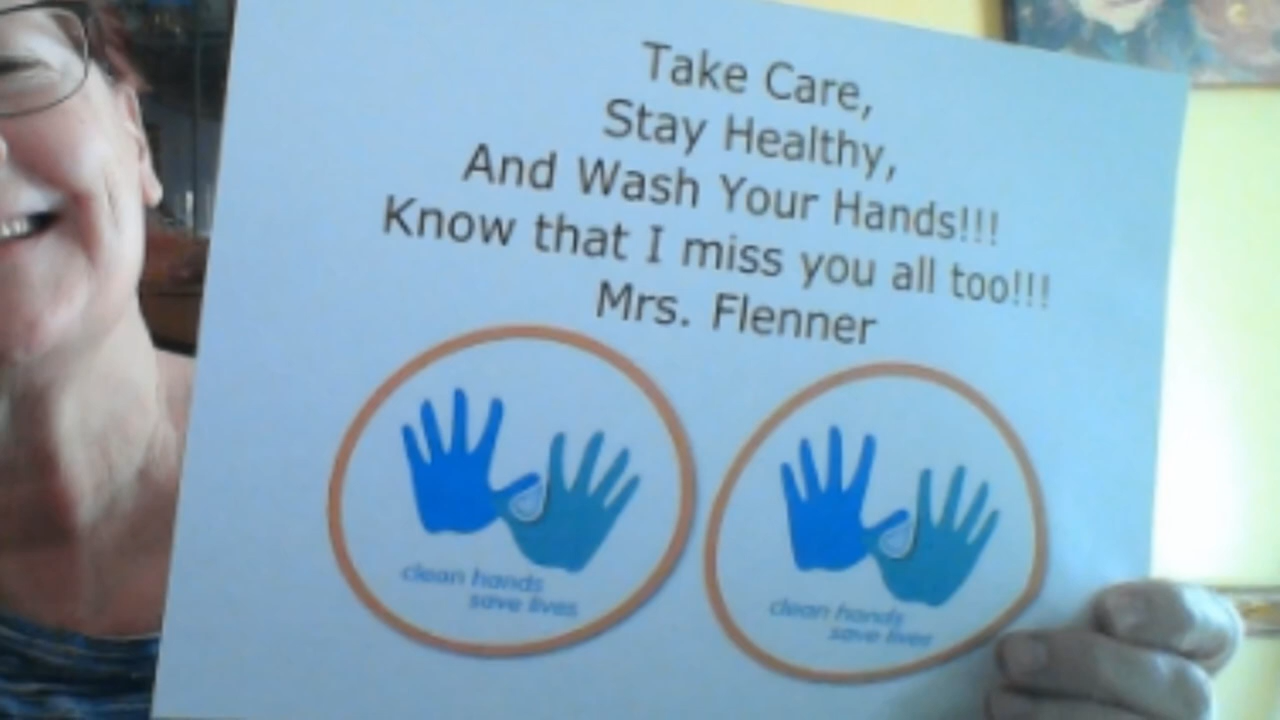 Take Care,
Stay Healthy,
And Wash Your Hands!!!
Know that I miss you all too!!!
Mrs. Flenner
clean hands
save lives
clean hands
save lives